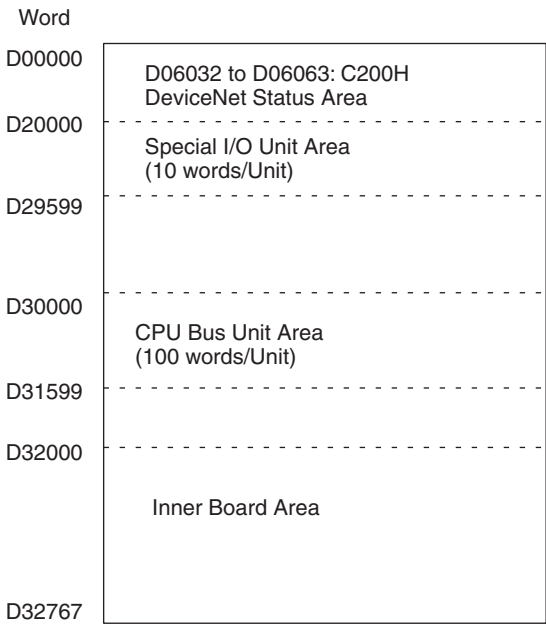 Word
D00000
D06032 to D06063: C200H
DeviceNet Status Area
D20000
Special I/O Unit Area
(10 words/Unit)
D29599
D30000
CPU Bus Unit Area
(100 words/Unit)
D31599
D32000
Inner Board Area
D32767